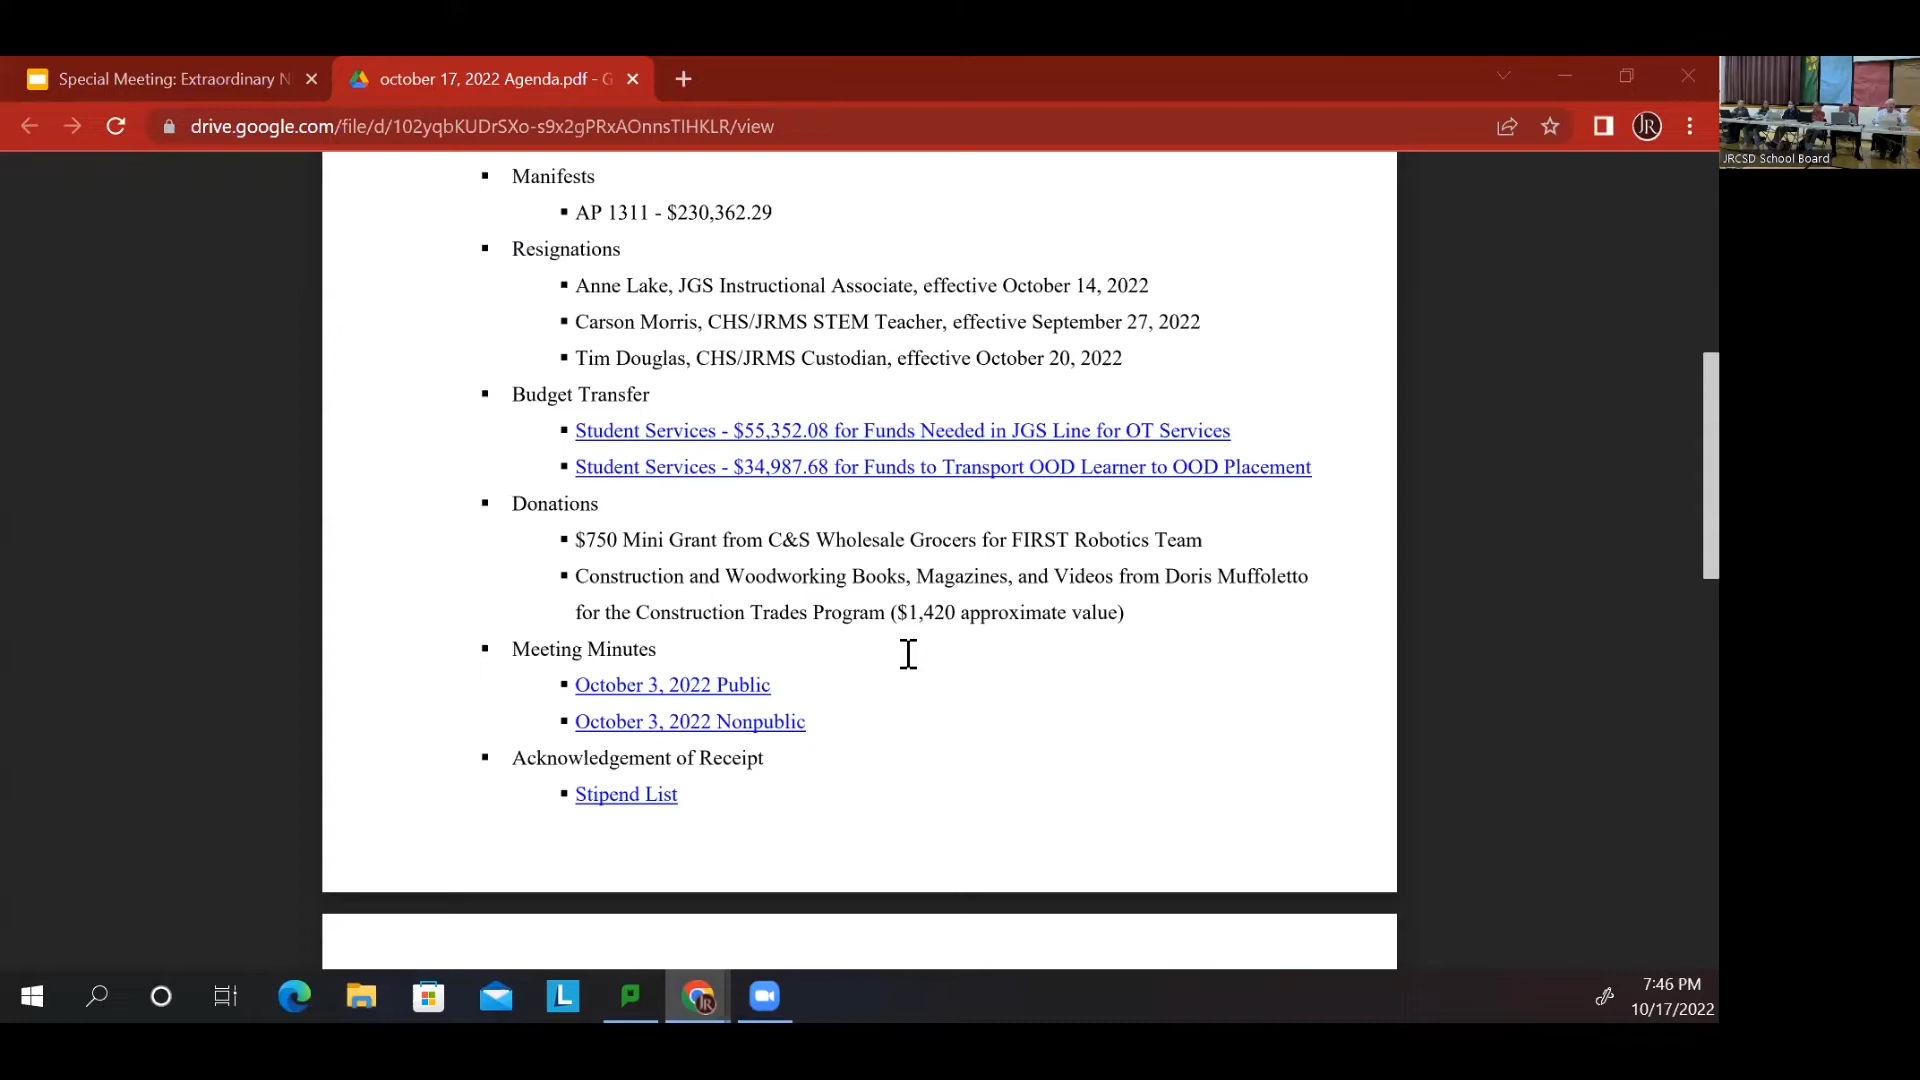 Special Meeting: Extraordinary N
october 17, 2022 Agenda.pdf - G
drive.google.com/file/d/102yqbKUDrSXo-s9x2gPRxAOnnsTIHKLR/view
JR
JRCSD School Board
▪ Manifests
▪ AP 1311 - $230,362.29
▪ Resignations
▪ Anne Lake, JGS Instructional Associate, effective October 14, 2022
▪ Carson Morris, CHS/JRMS STEM Teacher, effective September 27, 2022
▪ Tim Douglas, CHS/JRMS Custodian, effective October 20, 2022
▪ Budget Transfer
▪ Student Services - $55,352.08 for Funds Needed in JGS Line for OT Services
▪ Student Services - $34,987.68 for Funds to Transport OOD Learner to OOD Placement
▪ Donations
▪ $750 Mini Grant from C&S Wholesale Grocers for FIRST Robotics Team
▪ Construction and Woodworking Books, Magazines, and Videos from Doris Muffoletto
for the Construction Trades Program ($1,420 approximate value)
▪ Meeting Minutes
▪ October 3, 2022 Public
▪ October 3, 2022 Nonpublic
▪ Acknowledgement of Receipt
▪ Stipend List
L
JR
7:46 PM
10/17/2022